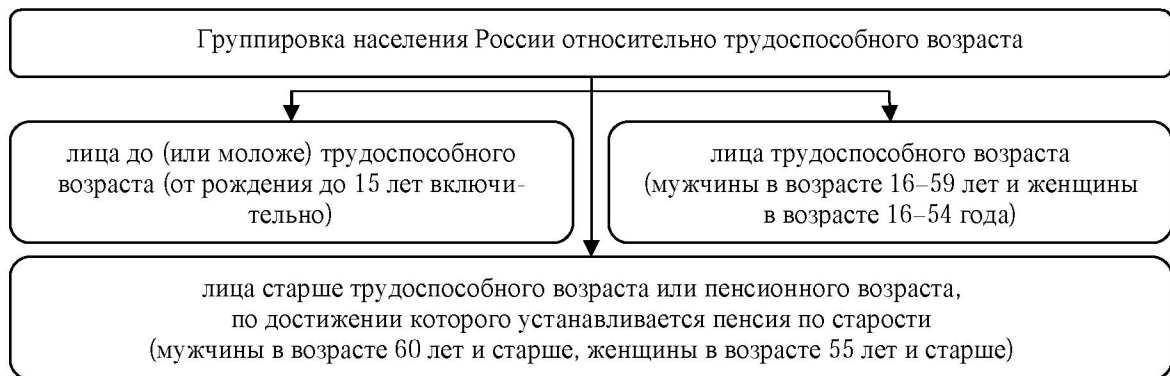 Группировка населения России относительно трудоспособного возраста
лица до (или моложе) трудоспособного
возраста (от рождения до 15 лет включи-
тельно)
лица трудоспособного возраста
(мужчины в возрасте 16–59 лет и женщины
в возрасте 16–54 года)
лица старше трудоспособного возраста или пенсионного возраста,
по достижении которого устанавливается пенсия по старости
(мужчины в возрасте 60 лет и старше, женщины в возрасте 55 лет и старше)